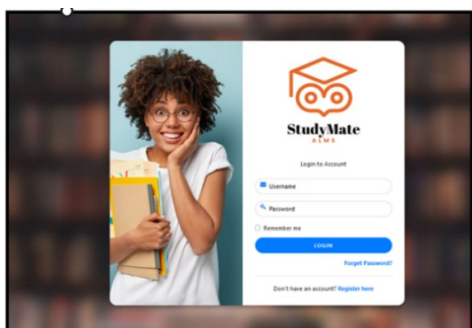 StudyMate
A.L.M.S.
Login to Account
Username
Password
Remember me
LOGIN
Forget Password?
Don't have an account? Register here